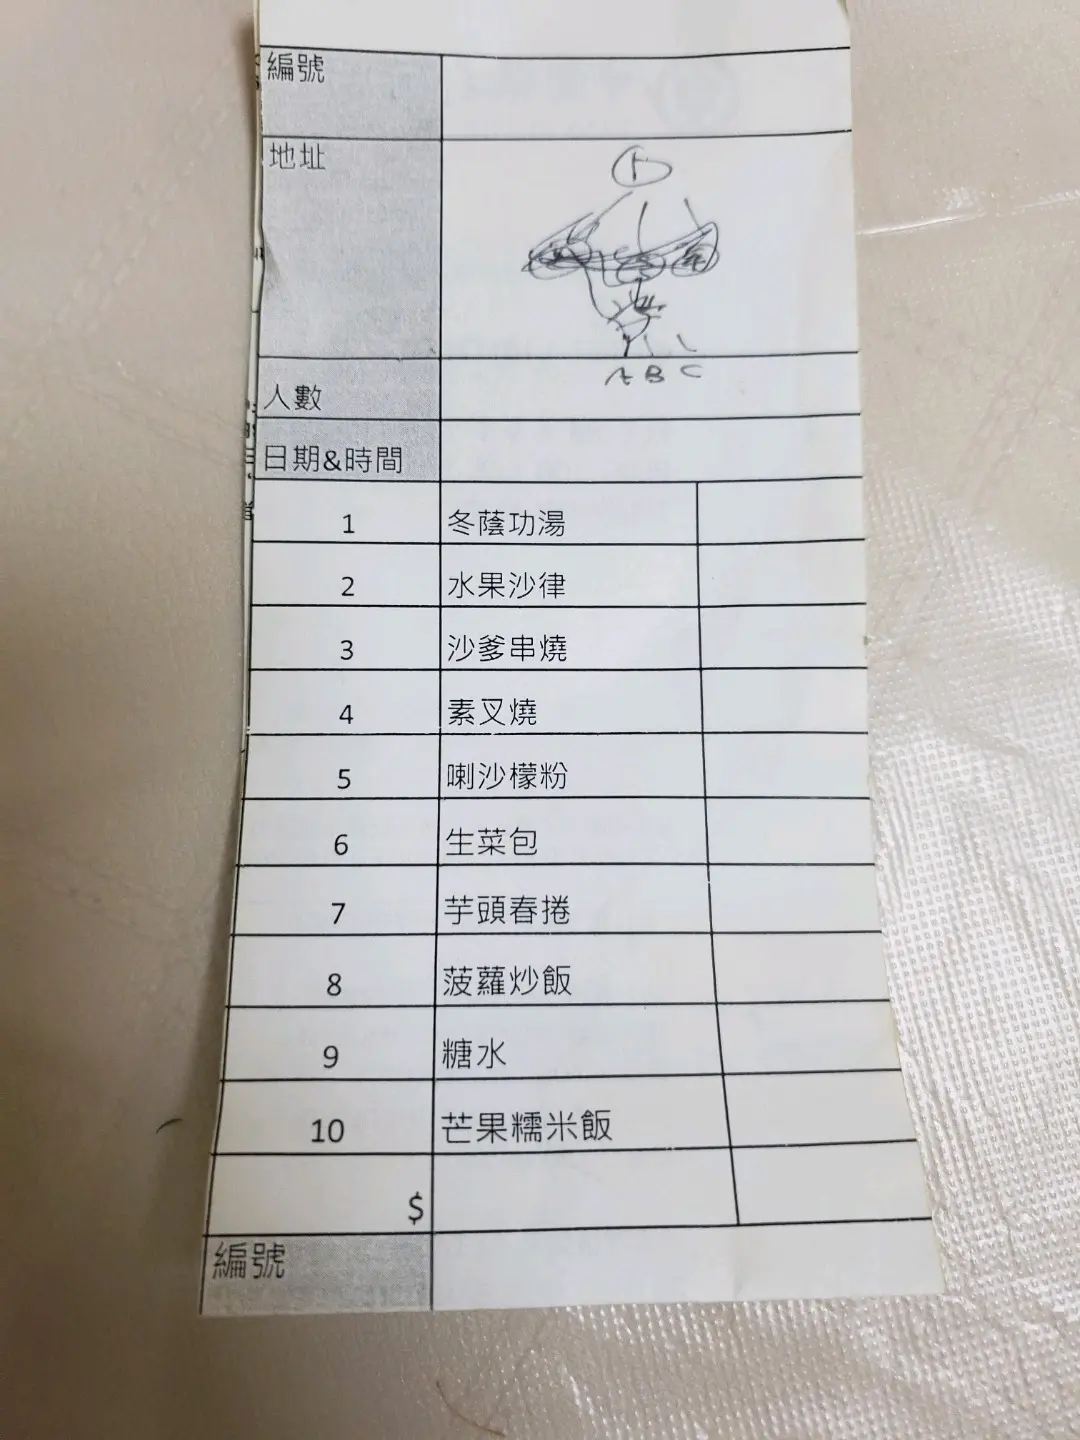 編號
地址
A B C
人數
日期&時間
1 冬蔭功湯
2 水果沙律
3 沙爹串燒
4 素叉燒
5 喇沙檬粉
6 生菜包
7 芋頭春捲
8 菠蘿炒飯
9 糖水
10 芒果糯米飯
$
編號